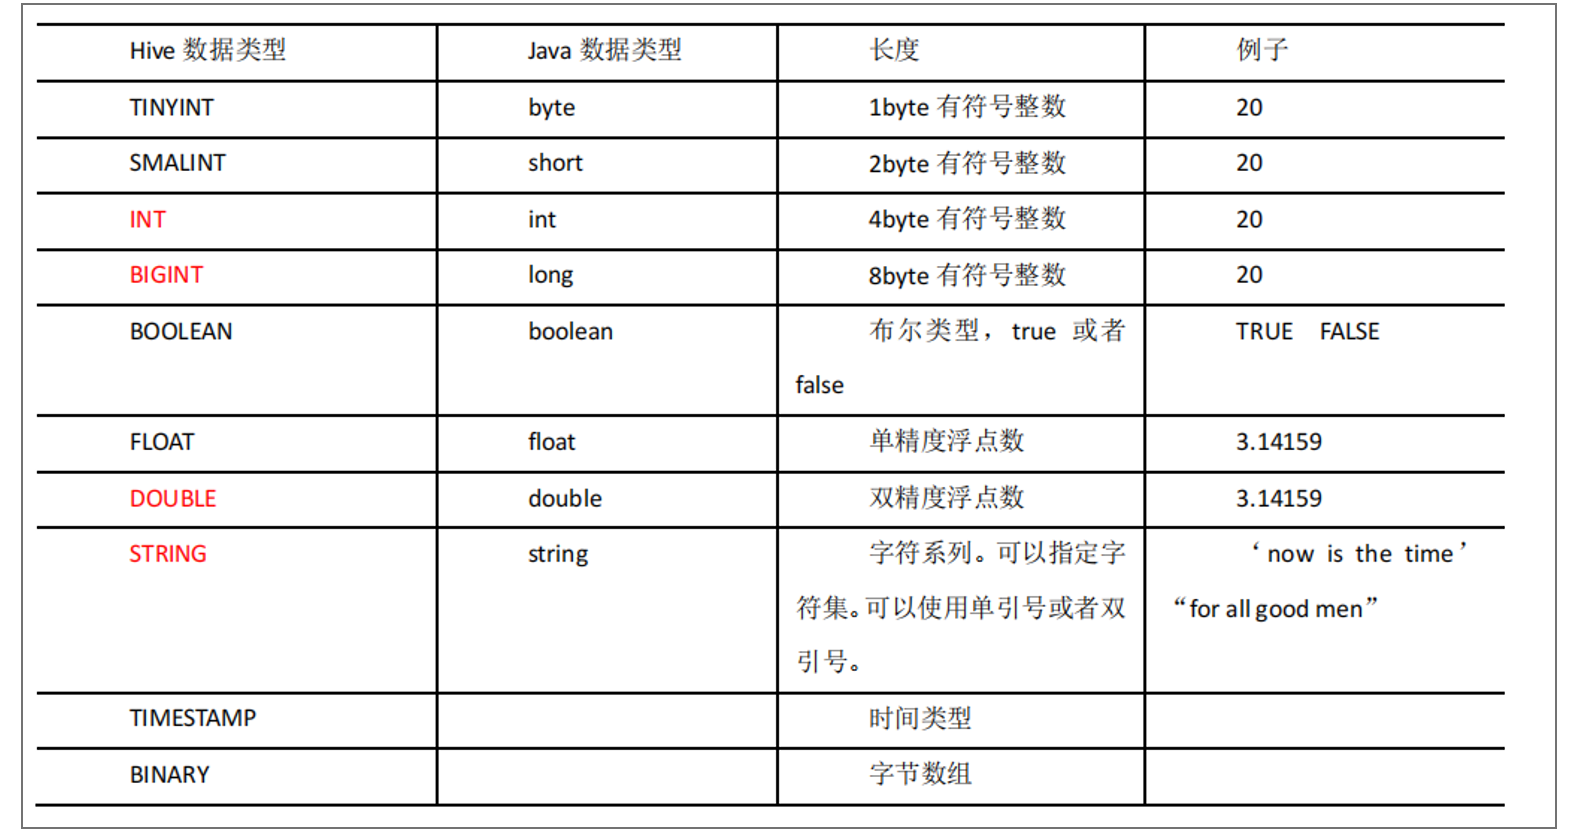 Hive 数据类型 Java 数据类型 长度 例子
TINYINT byte 1byte 有符号整数 20
SMALINT short 2byte 有符号整数 20
INT int 4byte 有符号整数 20
BIGINT long 8byte 有符号整数 20
BOOLEAN boolean 布尔类型，true 或者 TRUE FALSE
false
FLOAT float 单精度浮点数 3.14159
DOUBLE double 双精度浮点数 3.14159
STRING string 字符系列。可以指定字 ‘now is the time’
符集。可以使用单引号或者双 “for all good men”
引号。
TIMESTAMP 时间类型
BINARY 字节数组